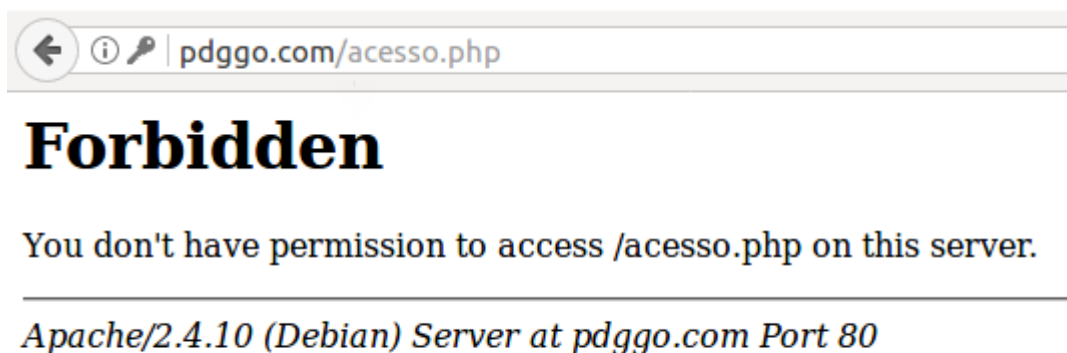 pdggo.com/acesso.php
Forbidden
You don't have permission to access /acesso.php on this server.
Apache/2.4.10 (Debian) Server at pdggo.com Port 80